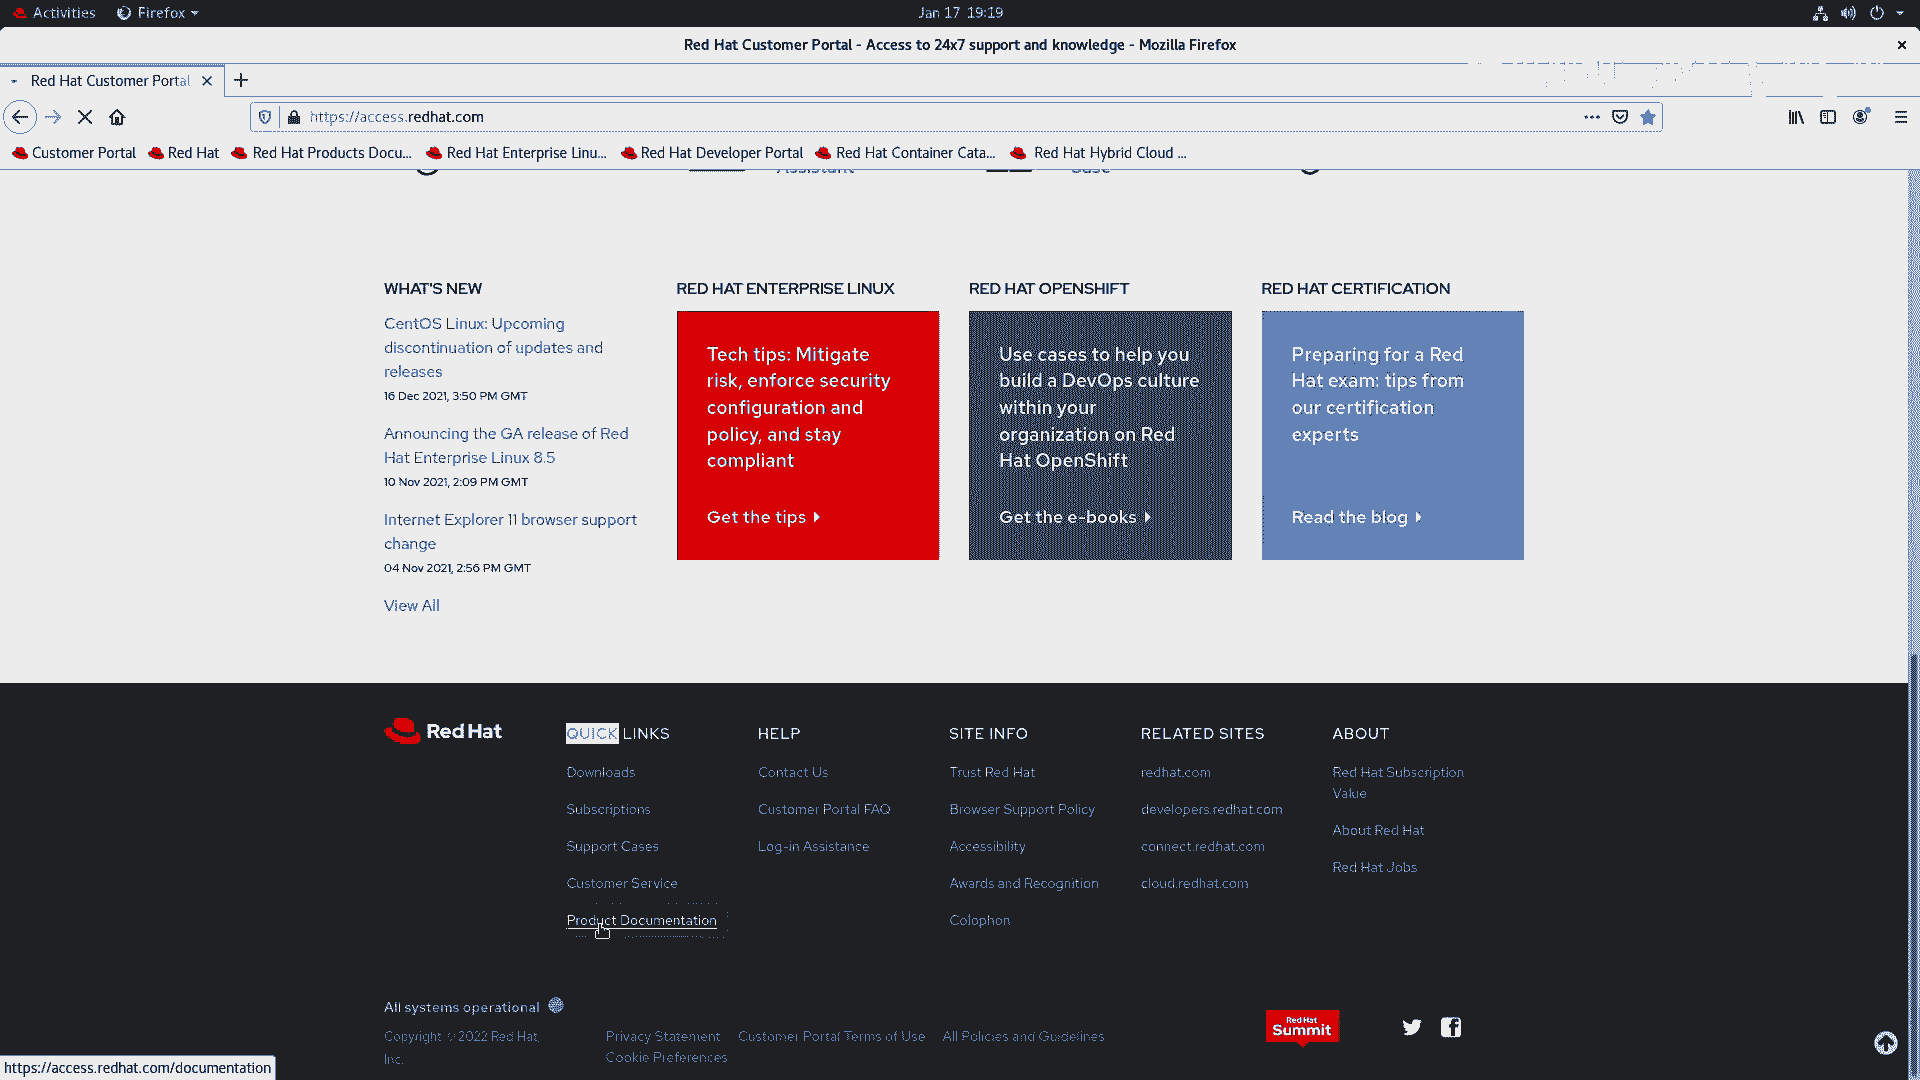 Activities
Firefox
Jan 17 19:19
Red Hat Customer Portal - Access to 24x7 support and knowledge - Mozilla Firefox
Red Hat Customer Portal
https://access.redhat.com
Customer Portal
Red Hat
Red Hat Products Docu...
Red Hat Enterprise Linu...
Red Hat Developer Portal
Red Hat Container Cata...
Red Hat Hybrid Cloud ...
WHAT'S NEW
CentOS Linux: Upcoming
discontinuation of updates and
releases
16 Dec 2021, 3:50 PM GMT
Announcing the GA release of Red
Hat Enterprise Linux 8.5
10 Nov 2021, 2:09 PM GMT
Internet Explorer 11 browser support
change
04 Nov 2021, 2:56 PM GMT
View All
RED HAT ENTERPRISE LINUX
Tech tips: Mitigate
risk, enforce security
configuration and
policy, and stay
compliant
Get the tips
RED HAT OPENSHIFT
Use cases to help you
build a DevOps culture
within your
organization on Red
Hat OpenShift
Get the e-books
RED HAT CERTIFICATION
Preparing for a Red
Hat exam: tips from
our certification
experts
Read the blog
Red Hat
QUICK LINKS
Downloads
Subscriptions
Support Cases
Customer Service
Product Documentation
HELP
Contact Us
Customer Portal FAQ
Log-in Assistance
SITE INFO
Trust Red Hat
Browser Support Policy
Accessibility
Awards and Recognition
Colophon
RELATED SITES
redhat.com
developers.redhat.com
connect.redhat.com
cloud.redhat.com
ABOUT
Red Hat Subscription
Value
About Red Hat
Red Hat Jobs
All systems operational
Copyright © 2022 Red Hat,
Inc.
Privacy Statement
Customer Portal Terms of Use
All Policies and Guidelines
Cookie Preferences
Red Hat
Summit
https://access.redhat.com/documentation